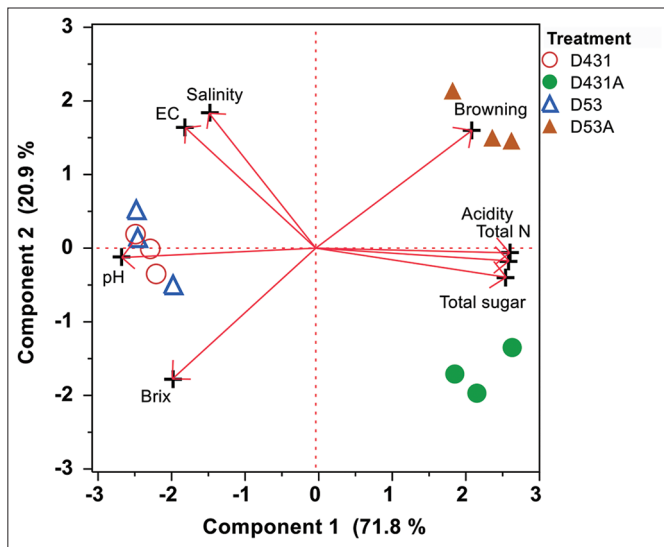 Treatment
D431
D431A
D53
D53A
3
2
1
0
-1
-2
-3
Component 2 (20.9 %
Salinity
EC
Browning
Acidity
Total N
pH
Total sugar
Brix
-3 -2 -1 0 1 2 3
Component 1 (71.8 %